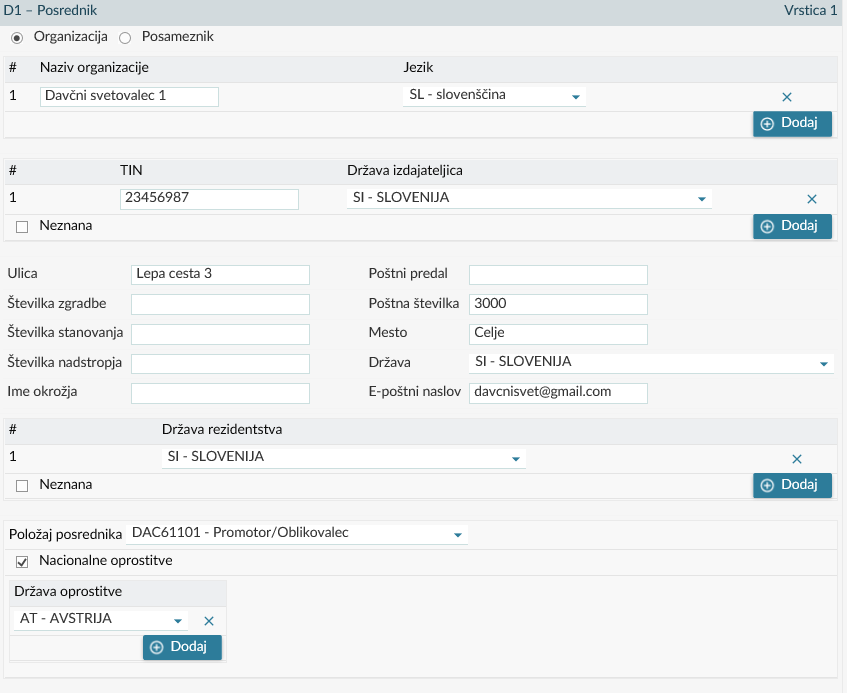 D1 – Posrednik Vrstica 1
Organizacija Posameznik
# Naziv organizacije Jezik
1 Davčni svetovalec 1 SL - slovenščina
Dodaj
# TIN Država izdajateljica
1 23456987 SI - SLOVENIJA
Neznana Dodaj
Ulica Lepa cesta 3 Poštni predal
Številka zgradbe Poštna številka 3000
Številka stanovanja Mesto Celje
Številka nadstropja Država SI - SLOVENIJA
Ime okrožja E-poštni naslov davcnisvet@gmail.com
# Država rezidentstva
1 SI - SLOVENIJA
Neznana Dodaj
Položaj posrednika DAC61101 - Promotor/Oblikovalec
Nacionalne oprostitve
Država oprostitve
AT - AVSTRIJA
Dodaj